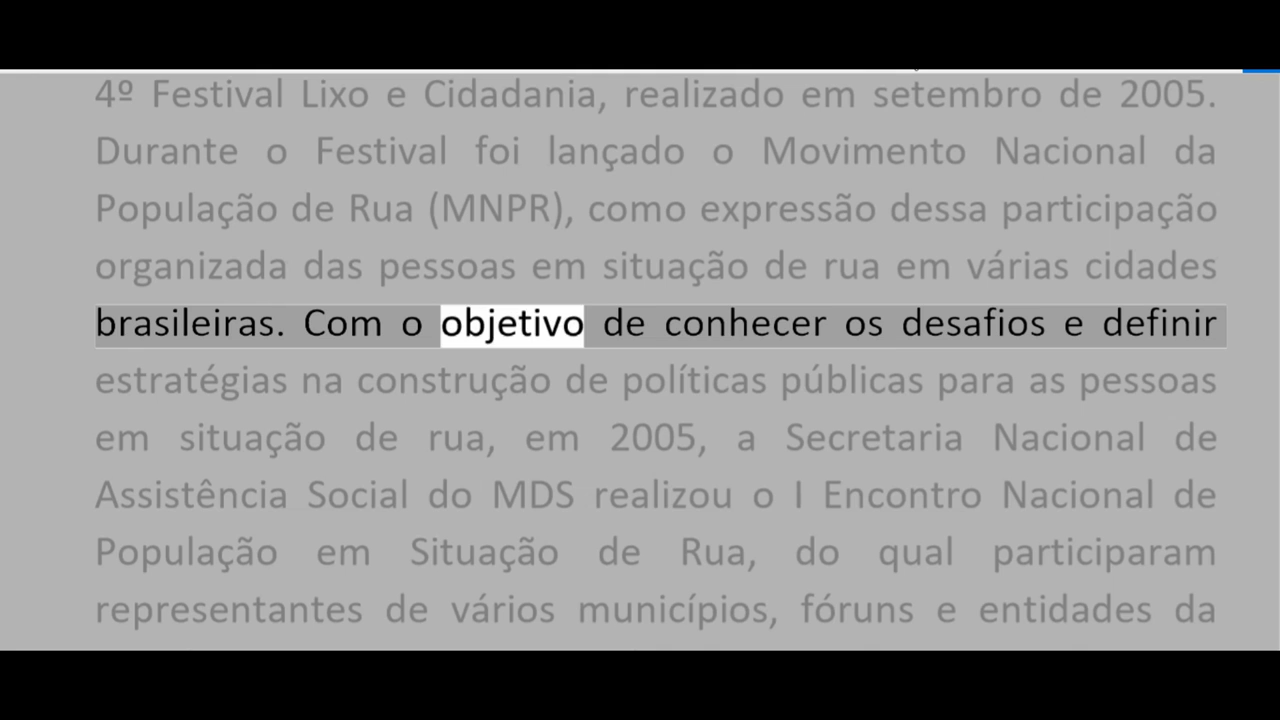 4º Festival Lixo e Cidadania, realizado em setembro de 2005.
Durante o Festival foi lançado o Movimento Nacional da
População de Rua (MNPR), como expressão dessa participação
organizada das pessoas em situação de rua em várias cidades
brasileiras. Com o objetivo de conhecer os desafios e definir
estratégias na construção de políticas públicas para as pessoas
em situação de rua, em 2005, a Secretaria Nacional de
Assistência Social do MDS realizou o I Encontro Nacional de
População em Situação de Rua, do qual participaram
representantes de vários municípios, fóruns e entidades da